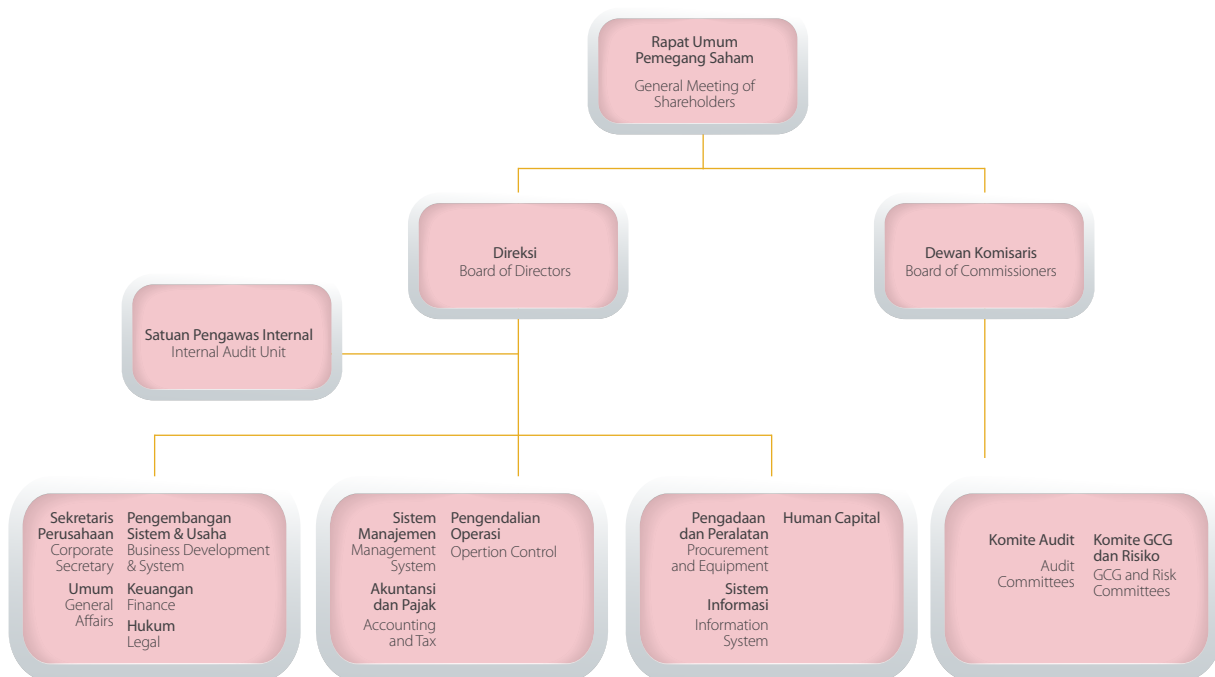 Rapat Umum
Pemegang Saham
General Meeting of
Shareholders
Direksi
Board of Directors
Dewan Komisaris
Board of Commissioners
Satuan Pengawas Internal
Internal Audit Unit
Sekretaris
Perusahaan
Corporate
Secretary
Umum
General
Affairs
Pengembangan
Sistem & Usaha
Business Development
& System
Keuangan
Finance
Hukum
Legal
Sistem
Manajemen
Management
System
Akuntansi
dan Pajak
Accounting
and Tax
Pengendalian
Operasi
Opertion Control
Pengadaan
dan Peralatan
Procurement
and Equipment
Sistem
Informasi
Information
System
Human Capital
Komite Audit
Audit
Committees
Komite GCG
dan Risiko
GCG and Risk
Committees